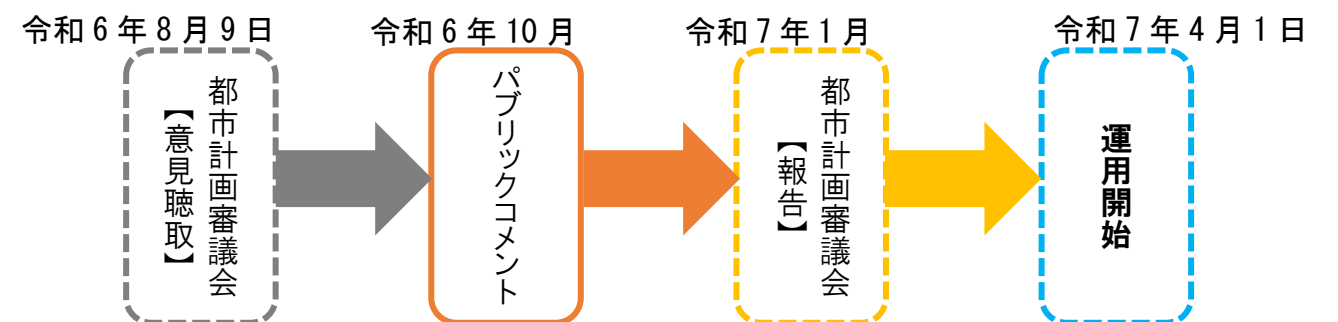 令和6年8月9日
都市計画審議会
【意見聴取】
令和6年10月
パブリックコメント
令和7年1月
都市計画審議会
【報告】
令和7年4月1日
運用開始